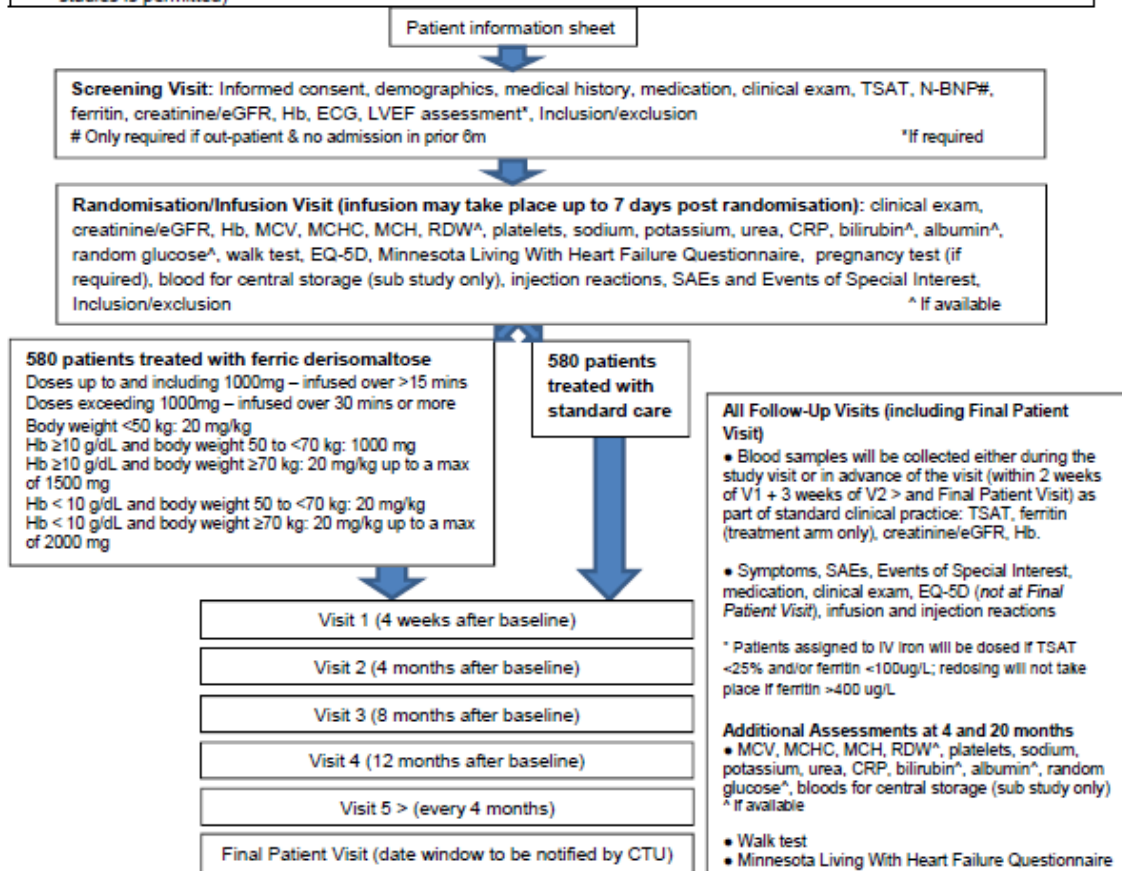 studies is permitted)
Patient information sheet
Screening Visit: Informed consent, demographics, medical history, medication, clinical exam, TSAT, N-BNP#,
ferritin, creatinine/eGFR, Hb, ECG, LVEF assessment*, Inclusion/exclusion
# Only required if out-patient & no admission in prior 6m *If required
Randomisation/Infusion Visit (infusion may take place up to 7 days post randomisation): clinical exam,
creatinine/eGFR, Hb, MCV, MCHC, MCH, RDW^, platelets, sodium, potassium, urea, CRP, bilirubin^, albumin^,
random glucose^, walk test, EQ-5D, Minnesota Living With Heart Failure Questionnaire, pregnancy test (if
required), blood for central storage (sub study only), injection reactions, SAEs and Events of Special Interest,
Inclusion/exclusion ^ If available
580 patients treated with ferric derisomaltose
Doses up to and including 1000mg – infused over >15 mins
Doses exceeding 1000mg – infused over 30 mins or more
Body weight <50 kg: 20 mg/kg
Hb ≥10 g/dL and body weight 50 to <70 kg: 1000 mg
Hb ≥10 g/dL and body weight ≥70 kg: 20 mg/kg up to a max
of 1500 mg
Hb < 10 g/dL and body weight 50 to <70 kg: 20 mg/kg
Hb < 10 g/dL and body weight ≥70 kg: 20 mg/kg up to a max
of 2000 mg
580 patients
treated with
standard care
Visit 1 (4 weeks after baseline)
Visit 2 (4 months after baseline)
Visit 3 (8 months after baseline)
Visit 4 (12 months after baseline)
Visit 5 > (every 4 months)
Final Patient Visit (date window to be notified by CTU)
All Follow-Up Visits (including Final Patient
Visit)
● Blood samples will be collected either during the
study visit or in advance of the visit (within 2 weeks
of V1 + 3 weeks of V2 > and Final Patient Visit) as
part of standard clinical practice: TSAT, ferritin
(treatment arm only), creatinine/eGFR, Hb.
● Symptoms, SAEs, Events of Special Interest,
medication, clinical exam, EQ-5D (not at Final
Patient Visit), infusion and injection reactions
* Patients assigned to IV iron will be dosed if TSAT
<25% and/or ferritin <100ug/L; redosing will not take
place if ferritin >400 ug/L
Additional Assessments at 4 and 20 months
● MCV, MCHC, MCH, RDW^, platelets, sodium,
potassium, urea, CRP, bilirubin^, albumin^, random
glucose^, bloods for central storage (sub study only)
^ If available
● Walk test
● Minnesota Living With Heart Failure Questionnaire